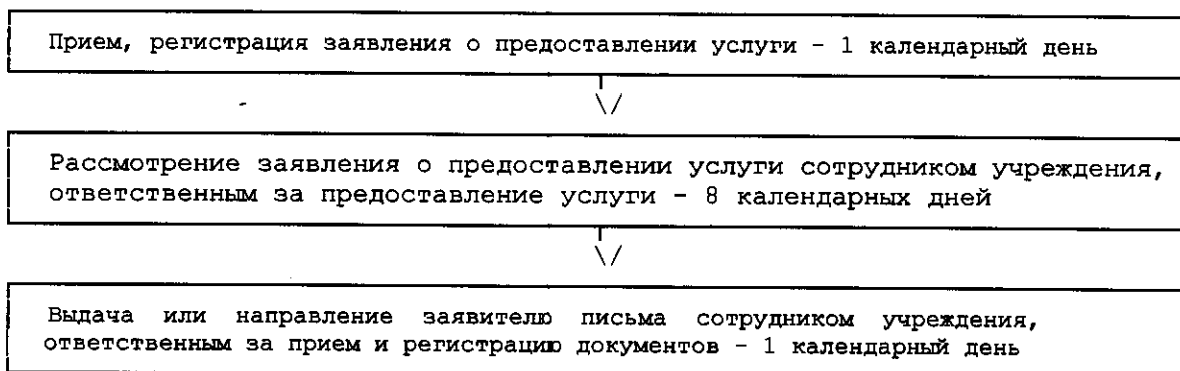 Прием, регистрация заявления о предоставлении услуги - 1 календарный день
Рассмотрение заявления о предоставлении услуги сотрудником учреждения,
ответственным за предоставление услуги - 8 календарных дней
Выдача или направление заявителю письма сотрудником учреждения,
ответственным за прием и регистрацию документов - 1 календарный день